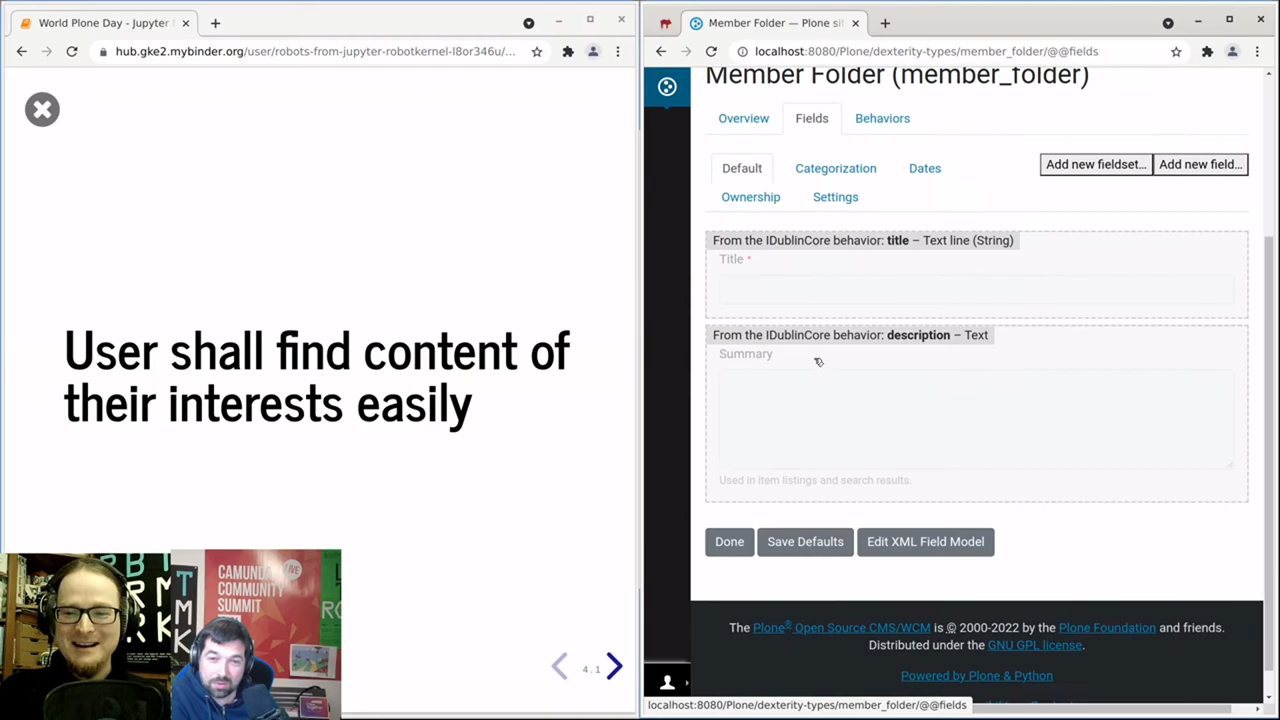 World Plone Day - Jupyter
hub.gke2.mybinder.org/user/robots-from-jupyter-robotkernel-l8or346u/...
User shall find content of
their interests easily
4.1
CAMUNDA
LIVE
COMMUNITY
SUMMIT
Member Folder — Plone sit
localhost:8080/Plone/dexterity-types/member_folder/@@fields
Member Folder (member_folder)
Overview Fields Behaviors
Default Categorization Dates Add new fieldset... Add new field...
Ownership Settings
From the IDublinCore behavior: title – Text line (String)
Title *
From the IDublinCore behavior: description – Text
Summary
Used in item listings and search results.
Done Save Defaults Edit XML Field Model
The Plone® Open Source CMS/WCM is © 2000-2022 by the Plone Foundation and friends.
Distributed under the GNU GPL license.
Powered by Plone & Python
localhost:8080/Plone/dexterity-types/member_folder/@@fields